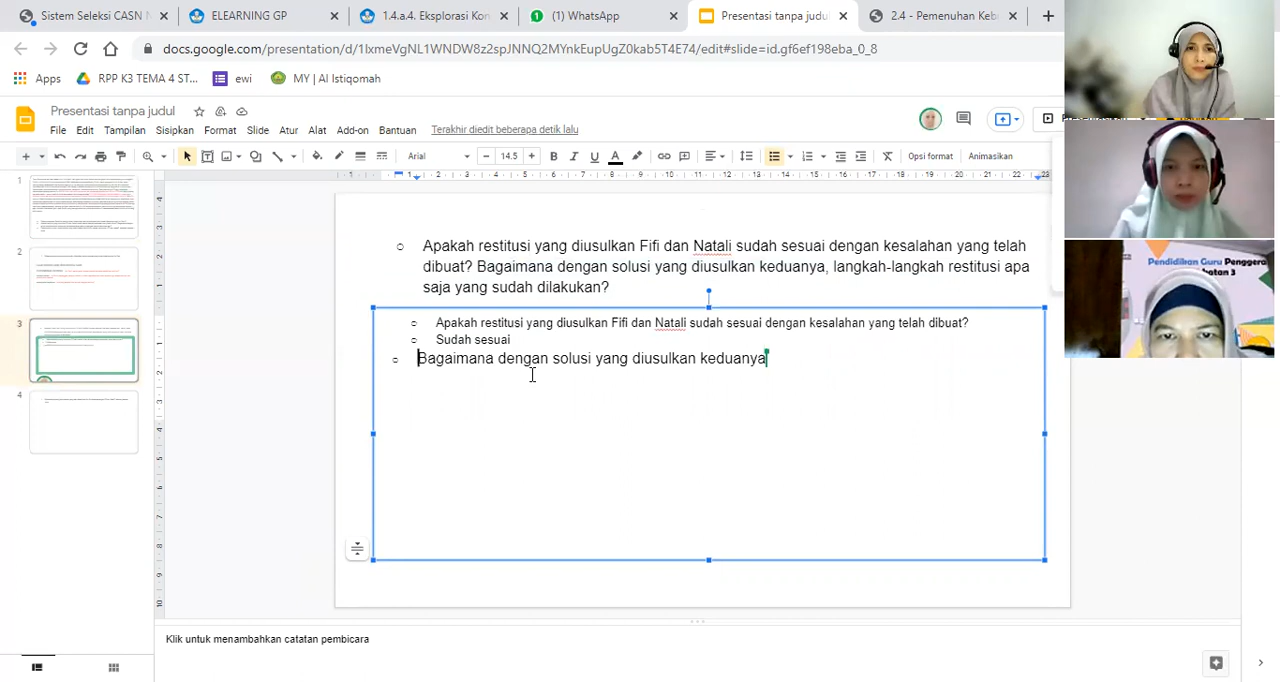 Sistem Seleksi CASN N
ELEARNING GP
1.4.a.4. Eksplorasi Kon
(1) WhatsApp
Presentasi tanpa judul
2.4 - Pemenuhan Keb
docs.google.com/presentation/d/1lxmeVgNL1WNDW8z2spJNNQ2MYnkEupUgZ0kab5T4E74/edit#slide=id.gf6ef198eba_0_8
Apps
RPP K3 TEMA 4 ST...
ewi
MY | Al Istiqomah
Presentasi tanpa judul
File Edit Tampilan Sisipkan Format Slide Atur Alat Add-on Bantuan
Terakhir diedit beberapa detik lalu
Arial
14.5
Opsi format
Animasikan
Apakah restitusi yang diusulkan Fifi dan Natali sudah sesuai dengan kesalahan yang telah
dibuat? Bagaimana dengan solusi yang diusulkan keduanya, langkah-langkah restitusi apa
saja yang sudah dilakukan?
Apakah restitusi yang diusulkan Fifi dan Natali sudah sesuai dengan kesalahan yang telah dibuat?
Sudah sesuai
Bagaimana dengan solusi yang diusulkan keduanya
Klik untuk menambahkan catatan pembicara
1
2
3
4
Pendidikan Guru Pengger